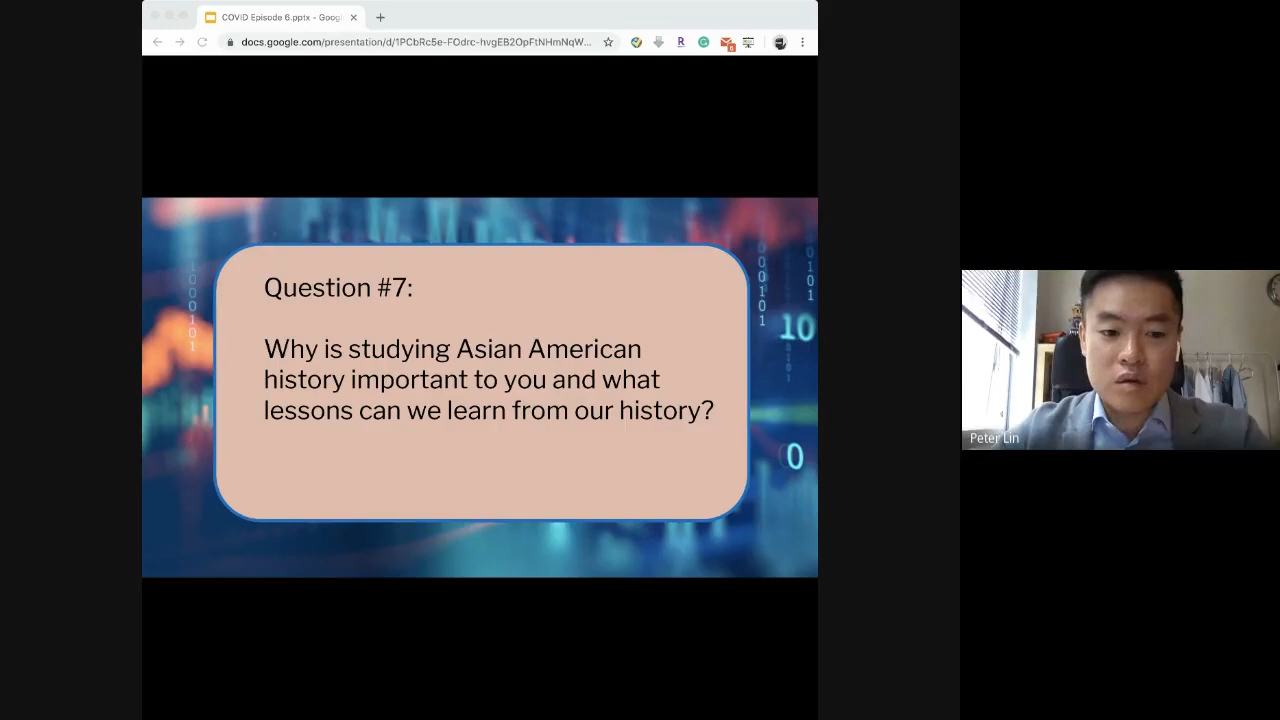 COVID Episode 6.pptx - Googl
docs.google.com/presentation/d/1PCbRc5e-FOdrc-hvgEB2OpFtNHmNqW...
6
Question #7:
Why is studying Asian American
history important to you and what
lessons can we learn from our history?
10
0
Peter Lin